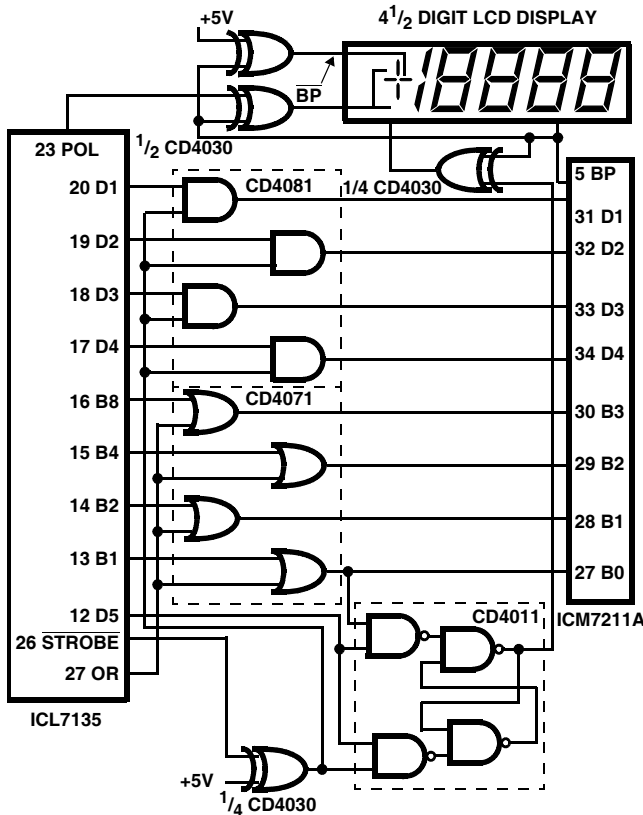 +5V
4 1/2 DIGIT LCD DISPLAY
BP
23 POL
1/2 CD4030
5 BP
20 D1
CD4081
1/4 CD4030
31 D1
19 D2
32 D2
18 D3
33 D3
17 D4
34 D4
16 B8
CD4071
30 B3
15 B4
29 B2
14 B2
28 B1
13 B1
27 B0
12 D5
CD4011
ICM7211A
26 STROBE
27 OR
ICL7135
+5V
1/4 CD4030